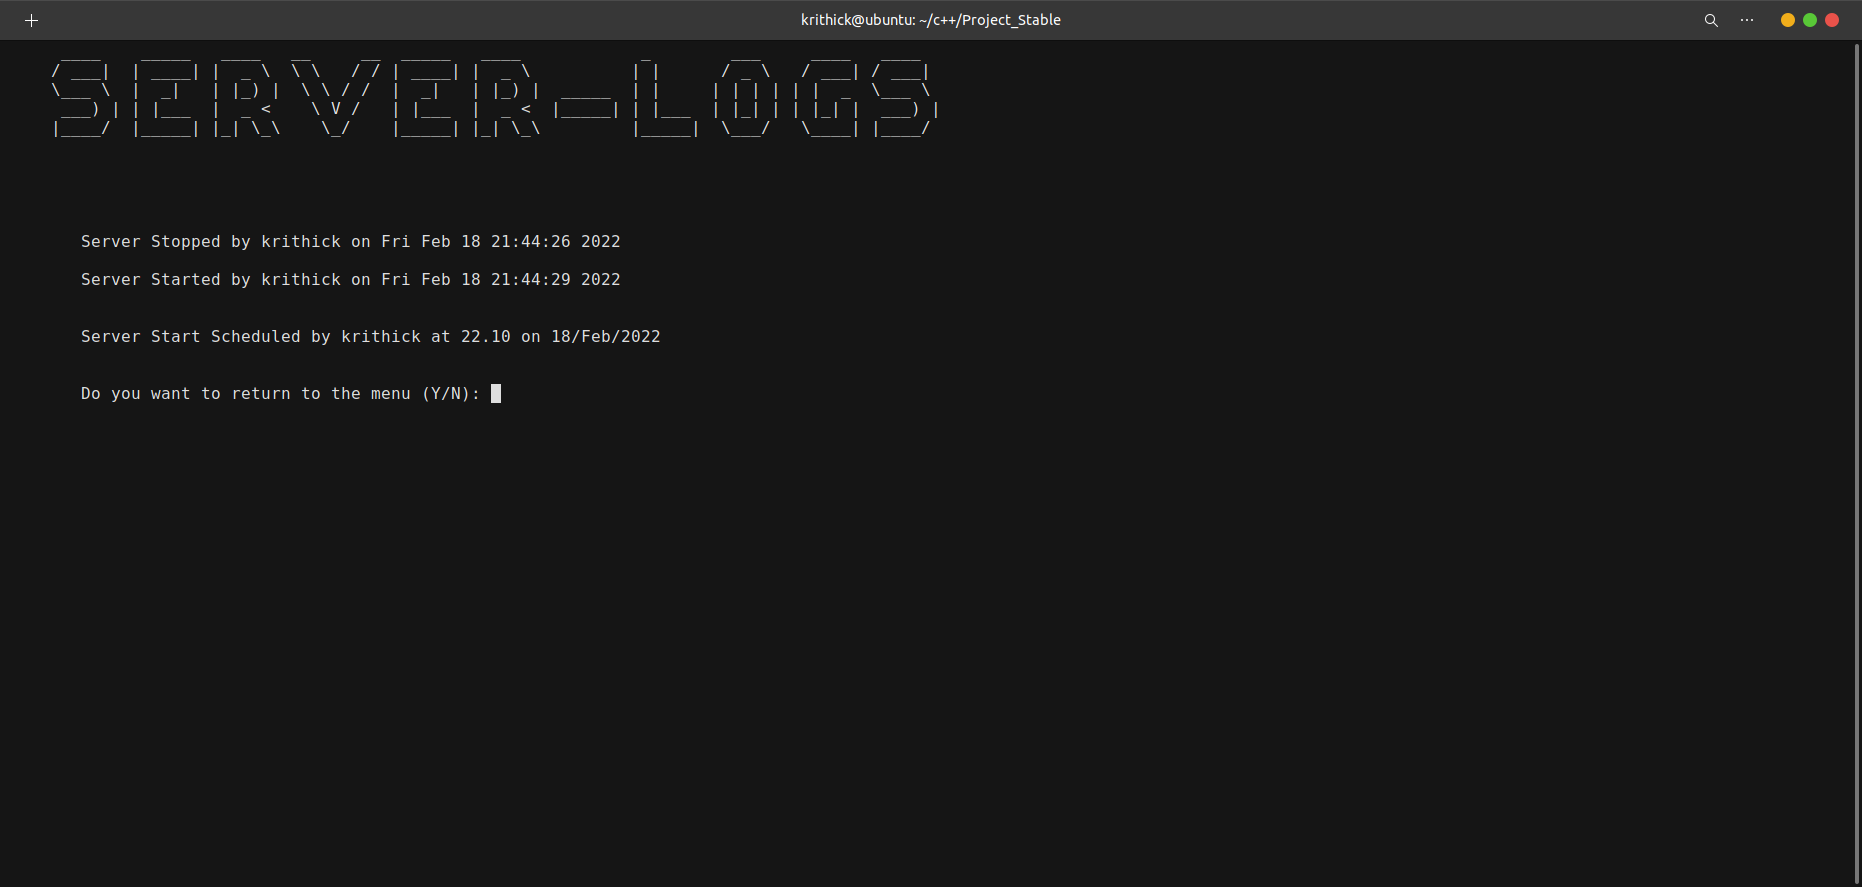 krithick@ubuntu: ~/c++/Project_Stable
SERVER-LOGS
Server Stopped by krithick on Fri Feb 18 21:44:26 2022
Server Started by krithick on Fri Feb 18 21:44:29 2022
Server Start Scheduled by krithick at 22.10 on 18/Feb/2022
Do you want to return to the menu (Y/N):